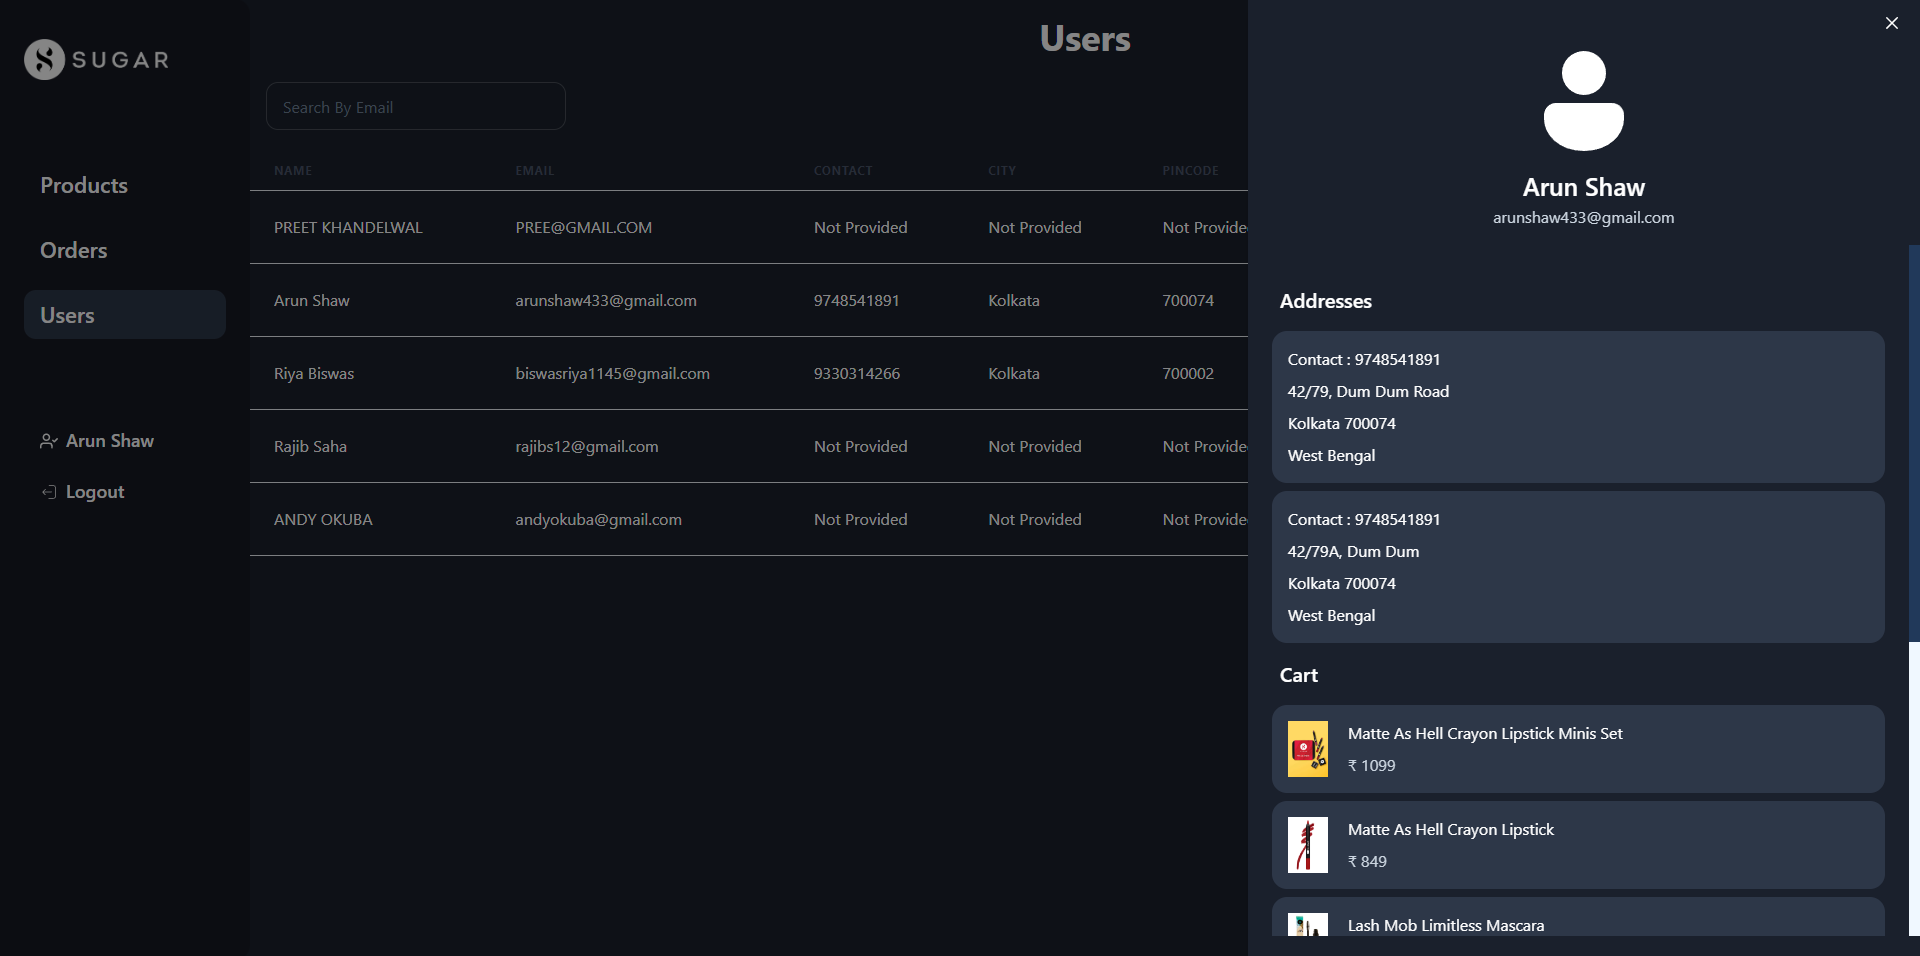 SUGAR
Products
Orders
Users
Arun Shaw
Logout
Users
Search By Email
NAME EMAIL CONTACT CITY PINCODE
PREET KHANDELWAL PREE@GMAIL.COM Not Provided Not Provided Not Provide
Arun Shaw arunshaw433@gmail.com 9748541891 Kolkata 700074
Riya Biswas biswasriya1145@gmail.com 9330314266 Kolkata 700002
Rajib Saha rajibs12@gmail.com Not Provided Not Provided Not Provide
ANDY OKUBA andyokuba@gmail.com Not Provided Not Provided Not Provide
Arun Shaw
arunshaw433@gmail.com
Addresses
Contact : 9748541891
42/79, Dum Dum Road
Kolkata 700074
West Bengal
Contact : 9748541891
42/79A, Dum Dum
Kolkata 700074
West Bengal
Cart
Matte As Hell Crayon Lipstick Minis Set
₹ 1099
Matte As Hell Crayon Lipstick
₹ 849
Lash Mob Limitless Mascara